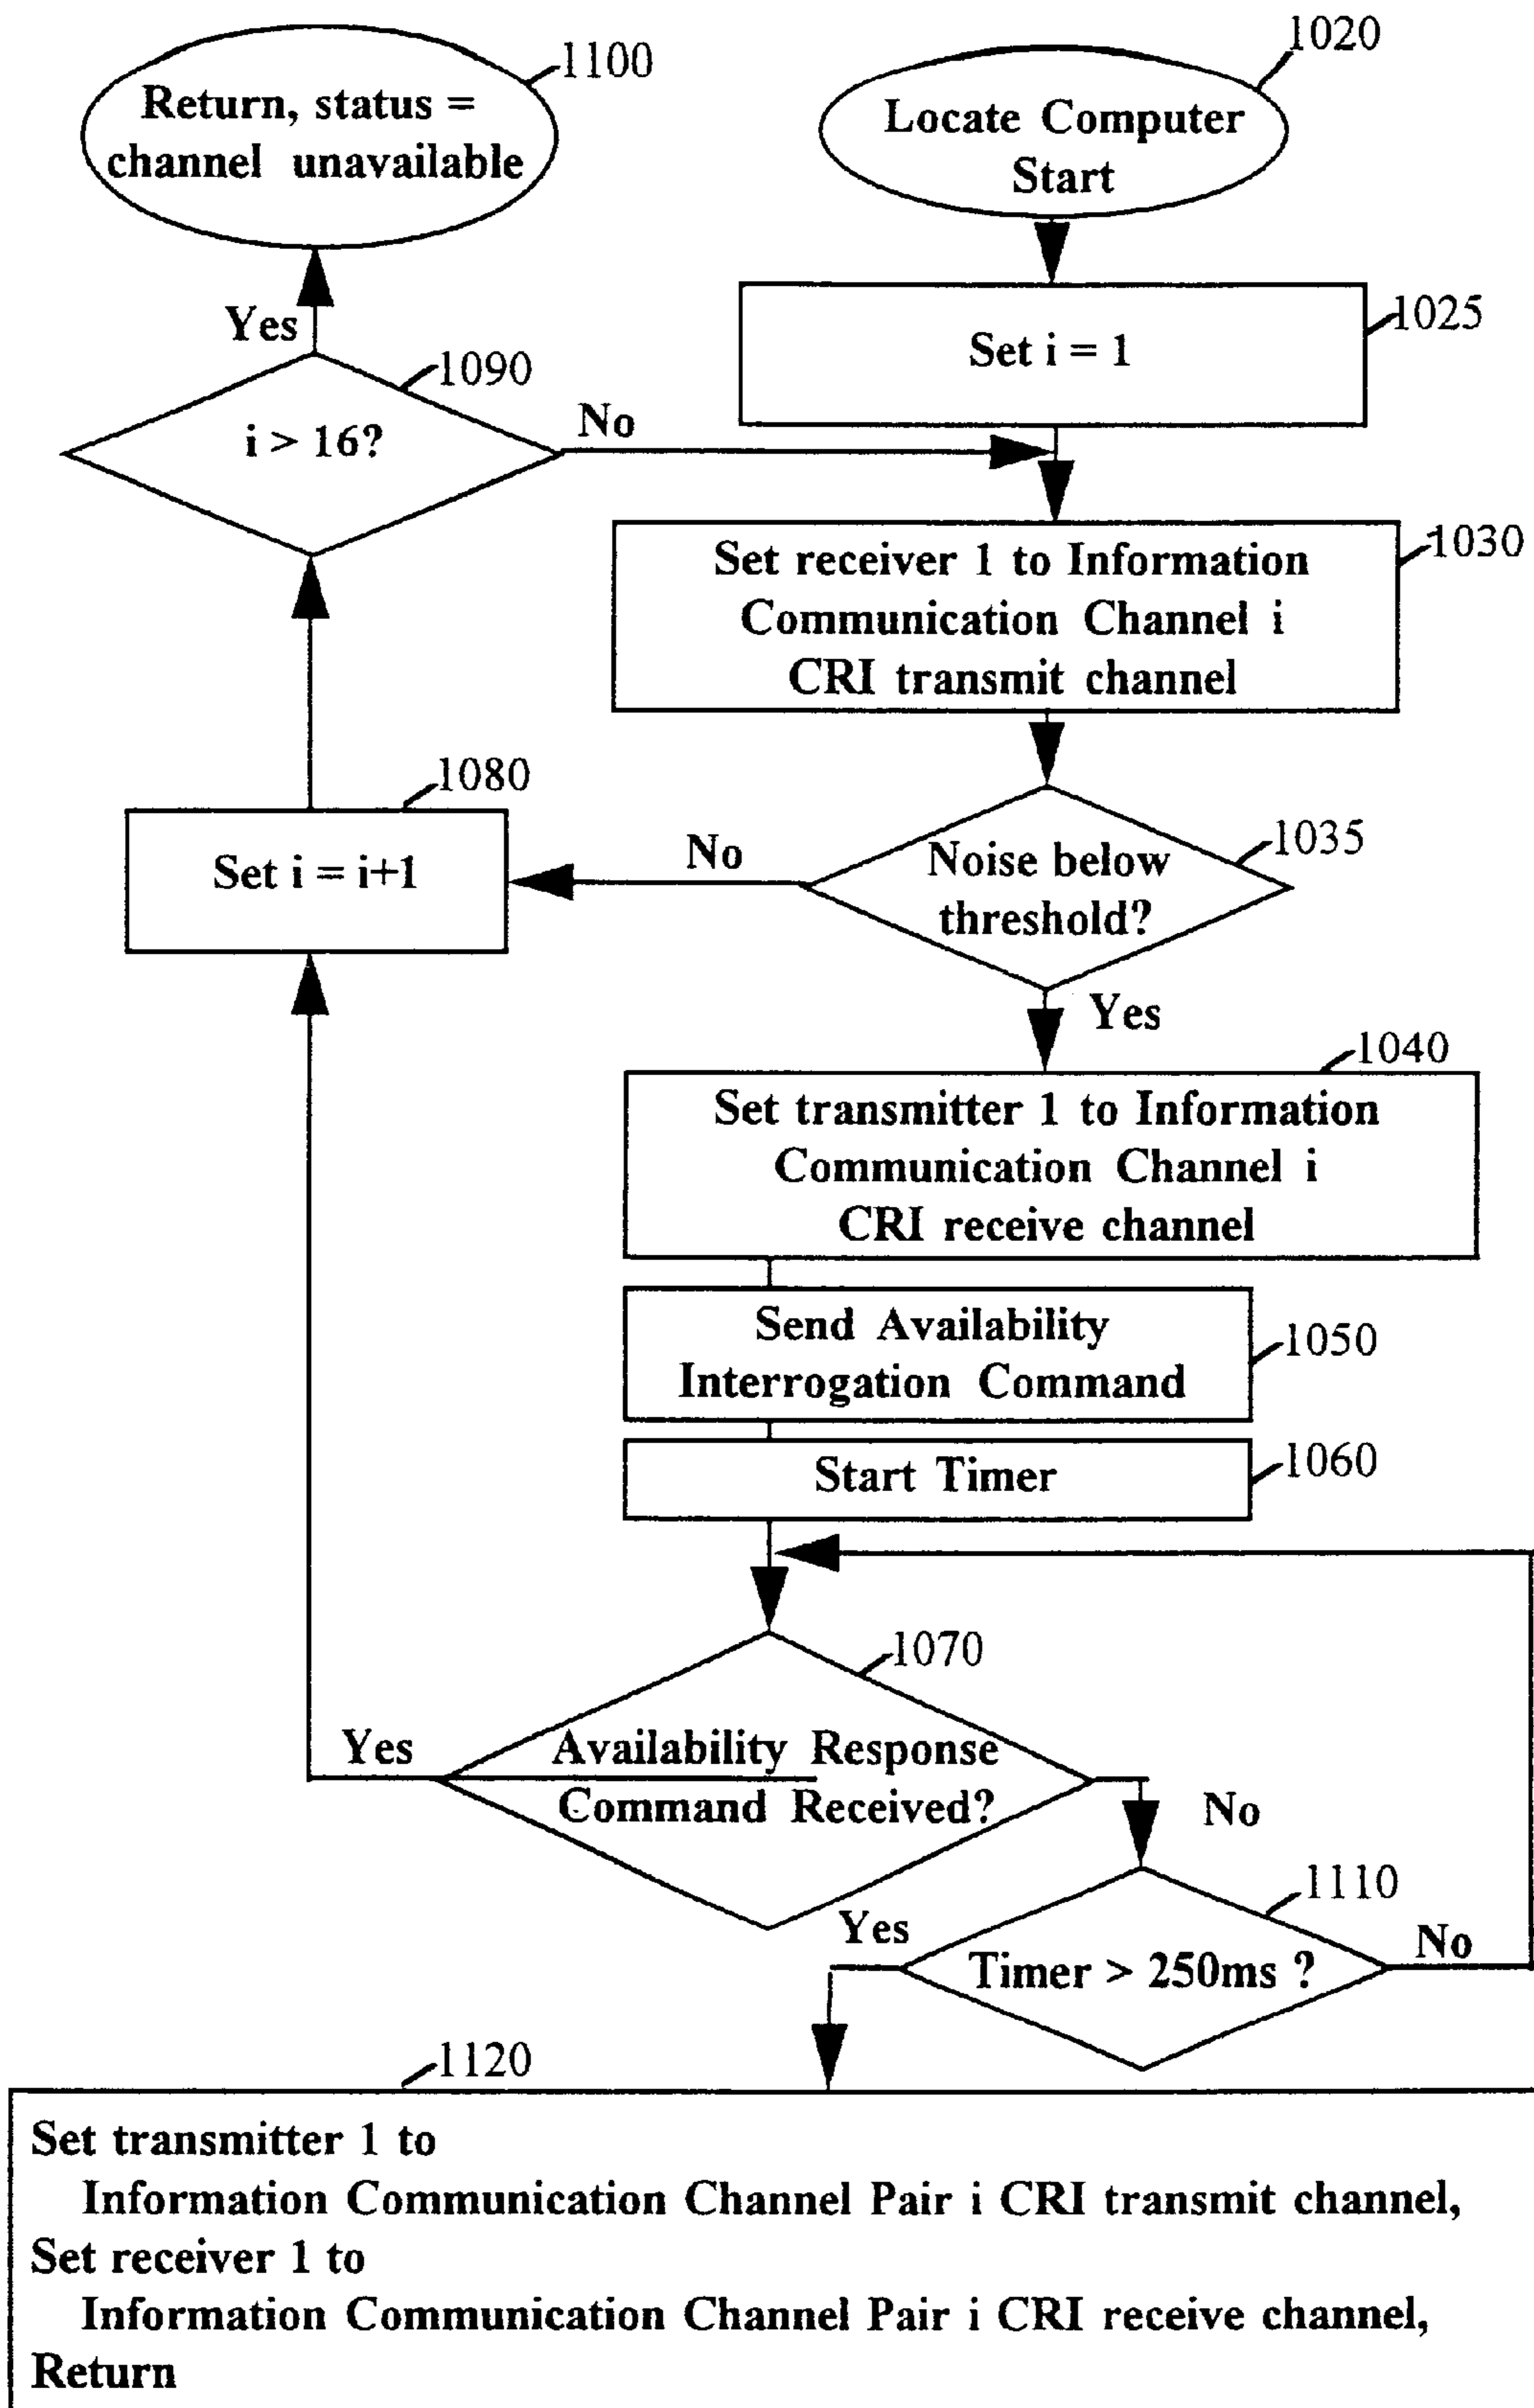 1100
Return, status =
channel unavailable
1020
Locate Computer
Start
Yes
1025
Set i = 1
1090
i > 16?
No
1030
Set receiver 1 to Information
Communication Channel i
CRI transmit channel
1080
Set i = i+1
No
1035
Noise below
threshold?
Yes
1040
Set transmitter 1 to Information
Communication Channel i
CRI receive channel
Send Availability
Interrogation Command
1050
Start Timer
1060
1070
Yes
Availability Response
Command Received?
No
1110
Yes
Timer > 250ms ?
No
1120
Set transmitter 1 to
Information Communication Channel Pair i CRI transmit channel,
Set receiver 1 to
Information Communication Channel Pair i CRI receive channel,
Return